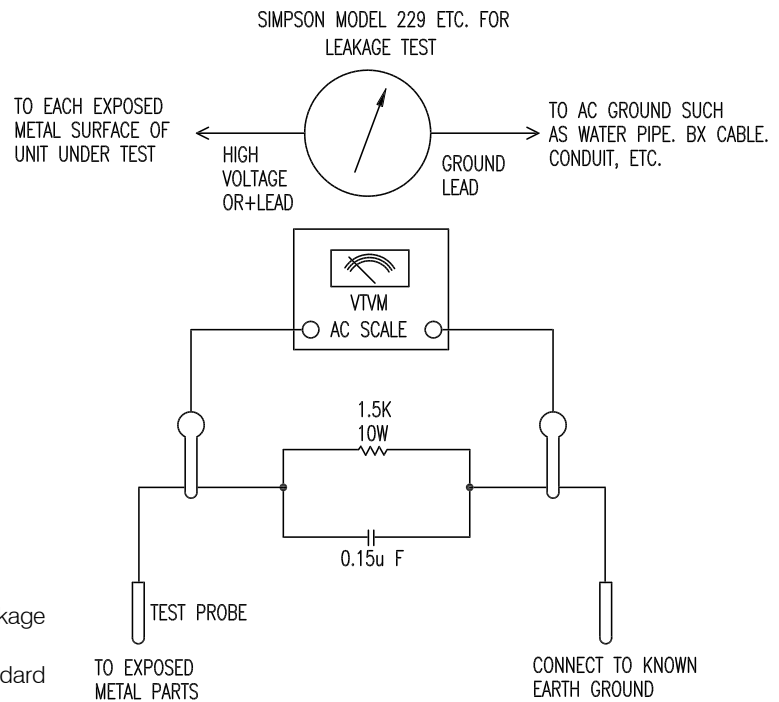 SIMPSON MODEL 229 ETC. FOR
LEAKAGE TEST
TO EACH EXPOSED
METAL SURFACE OF
UNIT UNDER TEST
HIGH
VOLTAGE
OR+LEAD
GROUND
LEAD
TO AC GROUND SUCH
AS WATER PIPE. BX CABLE.
CONDUIT, ETC.
VTVM
AC SCALE
1.5K
10W
0.15u F
TEST PROBE
TO EXPOSED
METAL PARTS
CONNECT TO KNOWN
EARTH GROUND
kage
dard